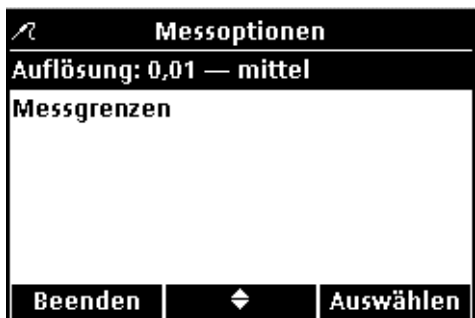 Messoptionen
Auflösung: 0,01 — mittel
Messgrenzen
Beenden
Auswählen